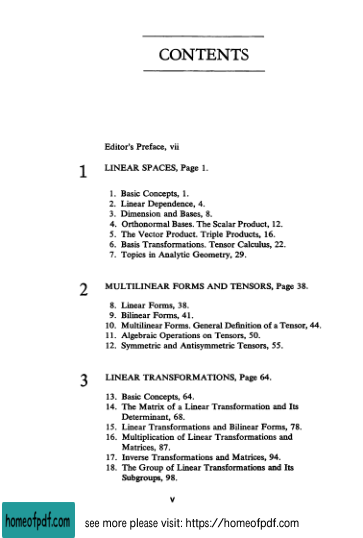 CONTENTS
Editor's Preface, vii
1 LINEAR SPACES, Page 1.
1. Basic Concepts, 1.
2. Linear Dependence, 4.
3. Dimension and Bases, 8.
4. Orthonormal Bases. The Scalar Product, 12.
5. The Vector Product. Triple Products, 16.
6. Basis Transformations. Tensor Calculus, 22.
7. Topics in Analytic Geometry, 29.
2 MULTILINEAR FORMS AND TENSORS, Page 38.
8. Linear Forms, 38.
9. Bilinear Forms, 41.
10. Multilinear Forms. General Definition of a Tensor, 44.
11. Algebraic Operations on Tensors, 50.
12. Symmetric and Antisymmetric Tensors, 55.
3 LINEAR TRANSFORMATIONS, Page 64.
13. Basic Concepts, 64.
14. The Matrix of a Linear Transformation and Its
Determinant, 68.
15. Linear Transformations and Bilinear Forms, 78.
16. Multiplication of Linear Transformations and
Matrices, 87.
17. Inverse Transformations and Matrices, 94.
18. The Group of Linear Transformations and Its
Subgroups, 98.
v
homeofpdf.com see more please visit: https://homeofpdf.com